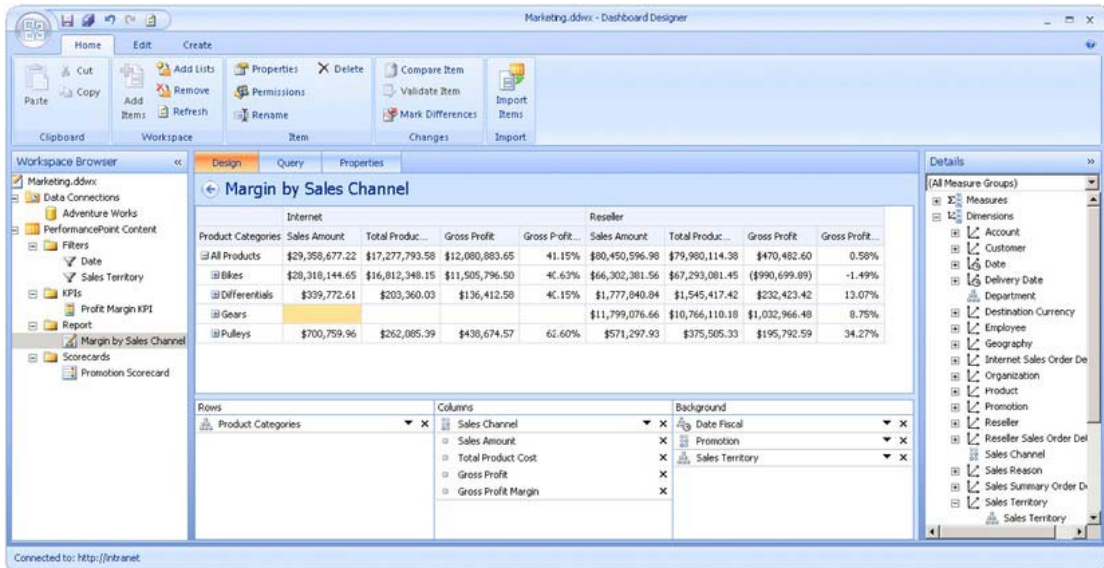 Marketing.ddwx - Dashboard Designer
Home Edit Create
Paste
Cut
Copy
Clipboard
Add Items
Add Lists
Remove
Refresh
Workspace
Properties
Permissions
Rename
Delete
Item
Compare Item
Validate Item
Mark Differences
Changes
Import Items
Import
Workspace Browser «
Marketing.ddwx
Data Connections
Adventure Works
PerformancePoint Content
Filters
Date
Sales Territory
KPIs
Profit Margin KPI
Report
Margin by Sales Channel
Scorecards
Promotion Scorecard
Design Query Properties
Margin by Sales Channel
Internet Reseller
Product Categories Sales Amount Total Produc... Gross Profit Gross Profit... Sales Amount Total Produc... Gross Profit Gross Profit...
All Products $29,358,677.22 $17,277,793.58 $12,080,883.65 41.15% $80,450,596.98 $79,980,114.38 $470,482.60 0.58%
Bikes $28,318,144.65 $16,812,348.15 $11,505,796.50 40.63% $66,302,381.56 $67,293,081.45 ($990,699.89) -1.49%
Differentials $339,772.61 $203,360.03 $136,412.58 40.15% $1,777,840.84 $1,545,417.42 $232,423.42 13.07%
Gears $11,799,076.66 $10,766,110.18 $1,032,966.48 8.75%
Pulleys $700,759.96 $262,085.39 $438,674.57 62.60% $571,297.93 $375,505.33 $195,792.59 34.27%
Rows
Product Categories
Columns
Sales Channel
Sales Amount
Total Product Cost
Gross Profit
Gross Profit Margin
Background
Date Fiscal
Promotion
Sales Territory
Details »
(All Measure Groups)
Measures
Dimensions
Account
Customer
Date
Delivery Date
Department
Destination Currency
Employee
Geography
Internet Sales Order De
Organization
Product
Promotion
Reseller
Reseller Sales Order Det
Sales Channel
Sales Reason
Sales Summary Order De
Sales Territory
Sales Territory
Connected to: http://intranet